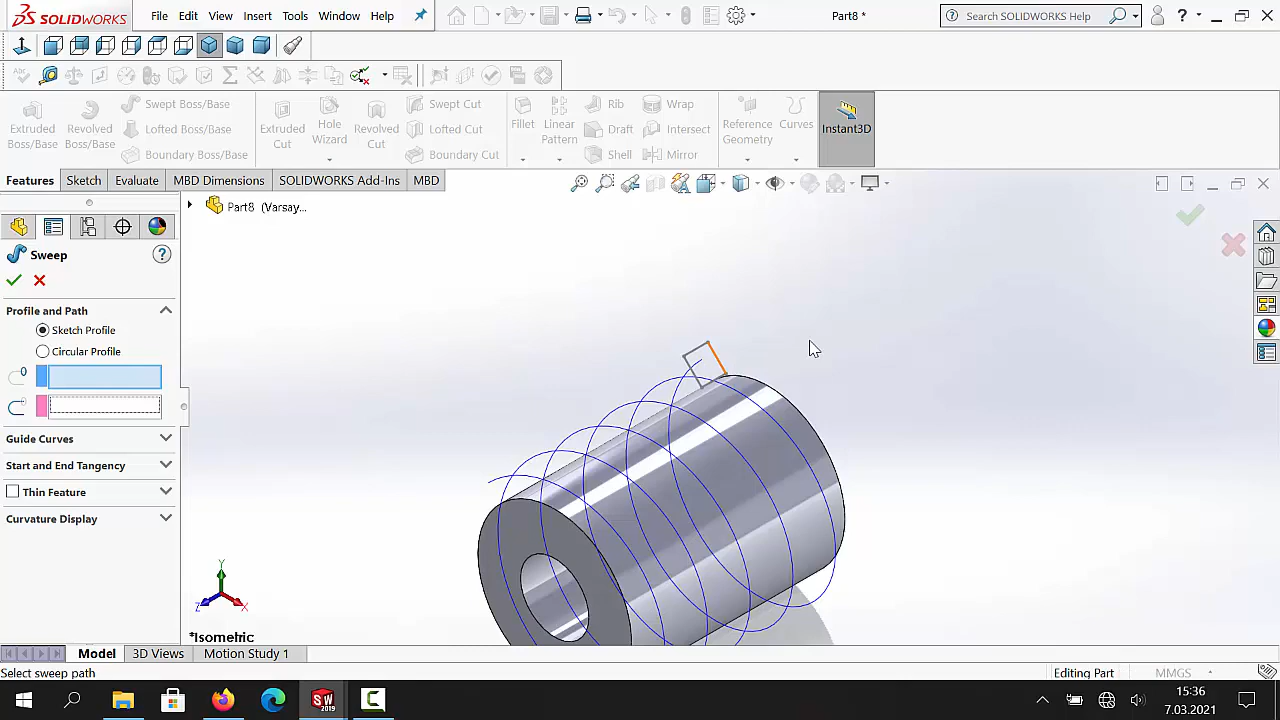 SOLIDWORKS File Edit View Insert Tools Window Help Part8 * Search SOLIDWORKS Help ?
Extruded Boss/Base
Revolved Boss/Base
Swept Boss/Base
Lofted Boss/Base
Boundary Boss/Base
Extruded Cut
Hole Wizard
Revolved Cut
Swept Cut
Lofted Cut
Boundary Cut
Fillet
Linear Pattern
Rib
Draft
Shell
Wrap
Intersect
Mirror
Reference Geometry
Curves
Instant3D
Features Sketch Evaluate MBD Dimensions SOLIDWORKS Add-Ins MBD
Part8 (Varsay...
Sweep ?
Profile and Path
Sketch Profile
Circular Profile
Guide Curves
Start and End Tangency
Thin Feature
Curvature Display
Y
Z
X
*Isometric
Model 3D Views Motion Study 1
Select sweep path Editing Part MMGS
SW 2019
15:36
7.03.2021